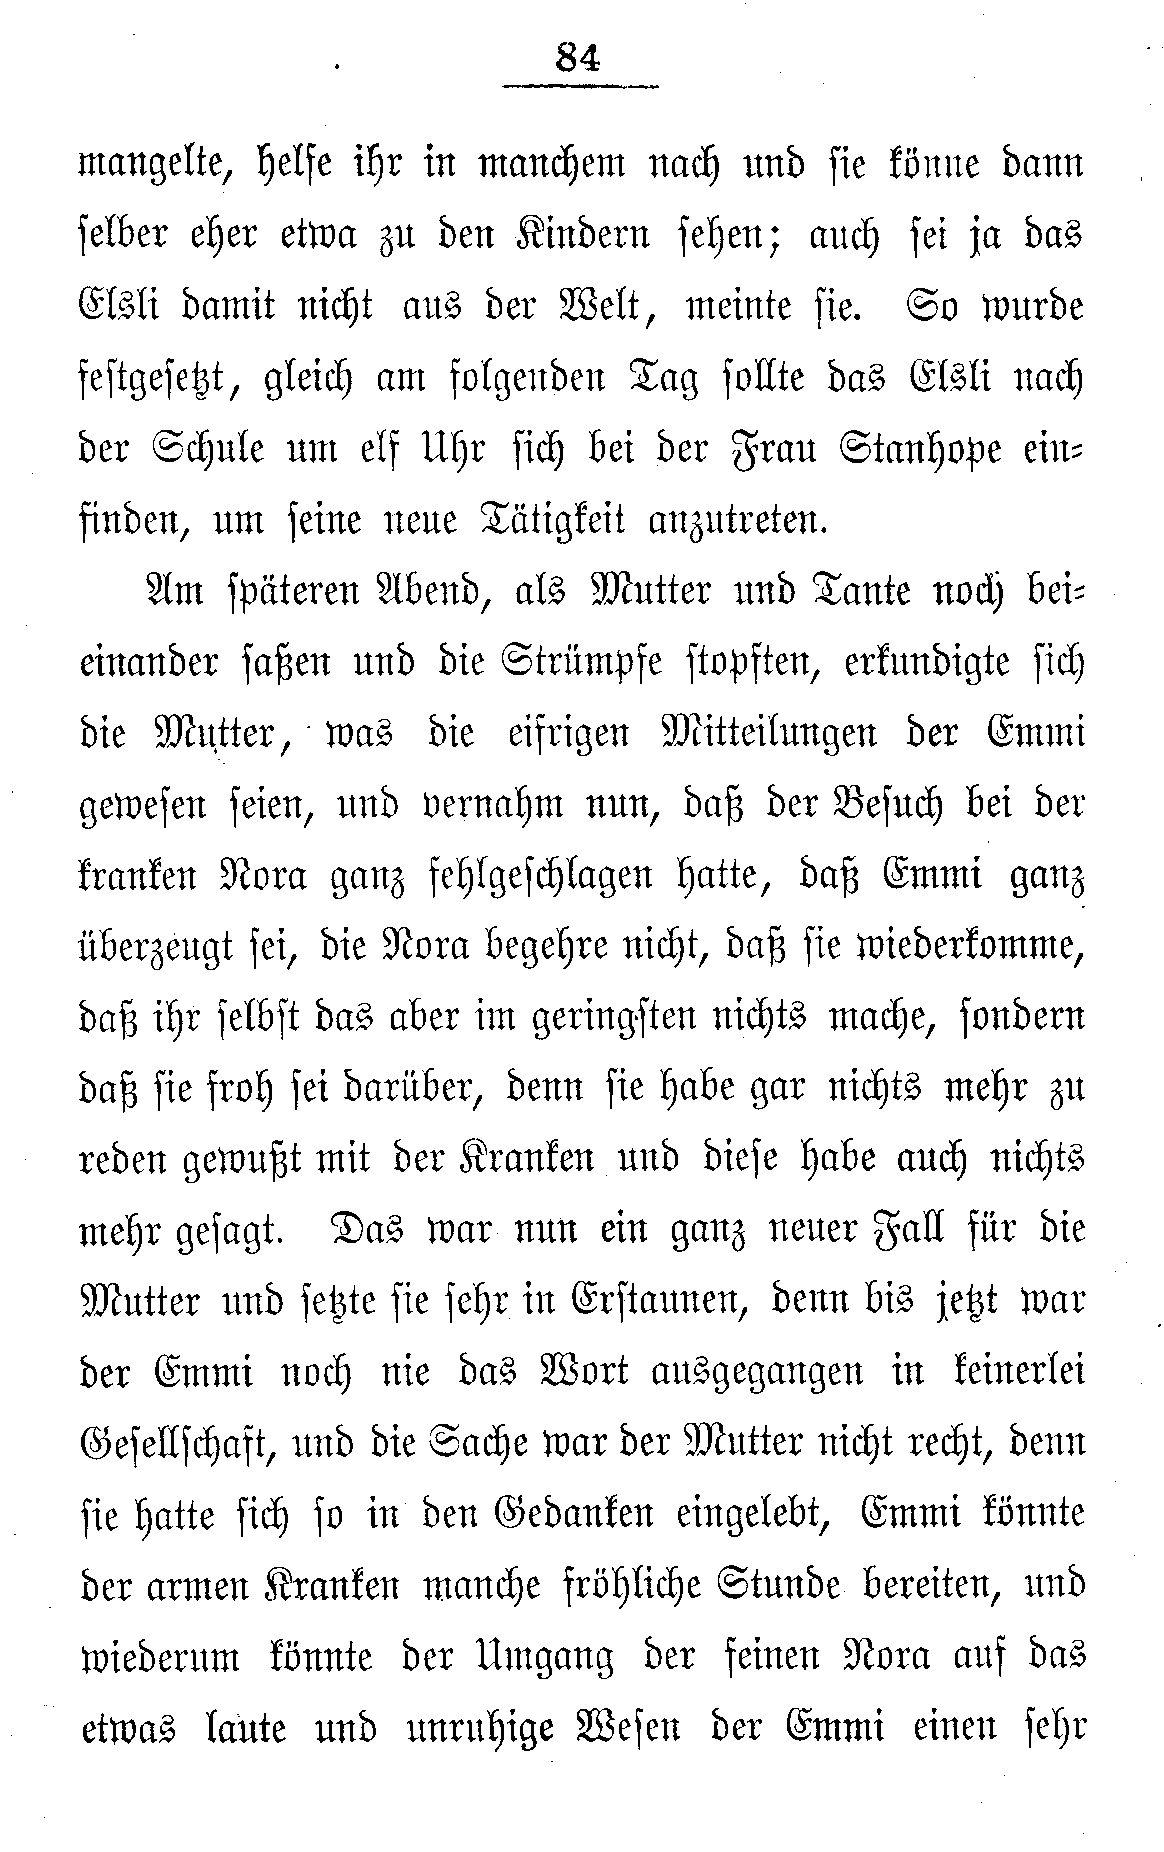 84
mangelte, helfe ihr in manchem nach und sie könne dann
selber eher etwa zu den Kindern sehen; auch sei ja das
Elsli damit nicht aus der Welt, meinte sie. So wurde
festgesetzt, gleich am folgenden Tag sollte das Elsli nach
der Schule um elf Uhr sich bei der Frau Stanhope ein-
finden, um seine neue Tätigkeit anzutreten.
Am späteren Abend, als Mutter und Tante noch bei-
einander saßen und die Strümpfe stopften, erkundigte sich
die Mutter, was die eifrigen Mitteilungen der Emmi
gewesen seien, und vernahm nun, daß der Besuch bei der
kranken Nora ganz fehlgeschlagen hatte, daß Emmi ganz
überzeugt sei, die Nora begehre nicht, daß sie wiederkomme,
daß ihr selbst das aber im geringsten nichts mache, sondern
daß sie froh sei darüber, denn sie habe gar nichts mehr zu
reden gewußt mit der Kranken und diese habe auch nichts
mehr gesagt. Das war nun ein ganz neuer Fall für die
Mutter und setzte sie sehr in Erstaunen, denn bis jetzt war
der Emmi noch nie das Wort ausgegangen in keinerlei
Gesellschaft, und die Sache war der Mutter nicht recht, denn
sie hatte sich so in den Gedanken eingelebt, Emmi könnte
der armen Kranken manche fröhliche Stunde bereiten, und
wiederum könnte der Umgang der feinen Nora auf das
etwas laute und unruhige Wesen der Emmi einen sehr